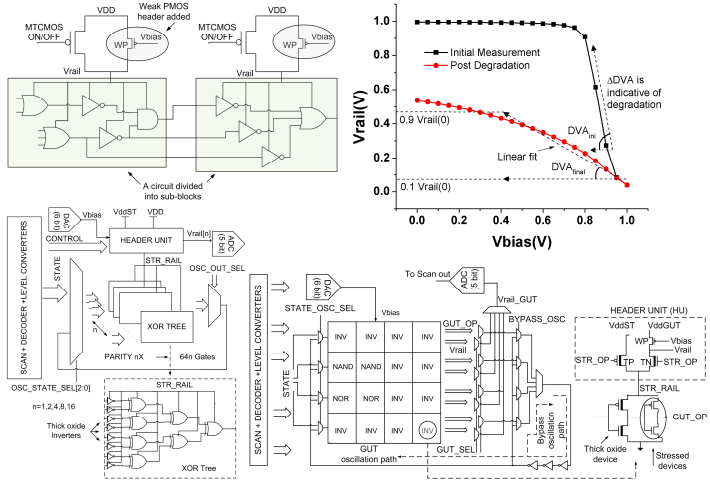 Weak PMOS
header added
MTCMOS
ON/OFF
VDD
WP
Vbias
Vrail
VDD
MTCMOS
ON/OFF
WP
Vbias
Vrail
A circuit divided
into sub-blocks
Vrail(V)
1.0
0.8
0.6
0.4
0.2
0.0
0.0 0.2 0.4 0.6 0.8 1.0
Vbias(V)
Initial Measurement
Post Degradation
ΔDVA is
indicative of
degradation
0.9 Vrail(0)
DVAini
Linear fit
DVAfinal
0.1 Vrail(0)
SCAN + DECODER +LEVEL CONVERTERS
DAC
(6 bit)
Vbias
VddST
VDD
CONTROL
HEADER UNIT
Vrail[n]
ADC
(5 bit)
STATE
STR_RAIL
OSC_OUT_SEL
n
XOR TREE
PARITY nX
64n Gates
OSC_STATE_SEL[2:0]
n=1,2,4,8,16
STR_RAIL
Thick oxide
Inverters
XOR Tree
SCAN + DECODER +LEVEL CONVERTERS
DAC
(6 bit)
STATE_OSC_SEL
Vbias
STATE
INV INV INV INV
NAND NAND INV INV
NOR NOR INV INV
INV INV INV INV
To Scan out
ADC
(5 bit)
Vrail_GUT
GUT_OP
Vrail
BYPASS_OSC
GUT
oscillation path
GUT_SEL
Bypass
oscillation
path
HEADER UNIT (HU)
VddST
VddGUT
WP
Vbias
Vrail
STR_OP
TP
TN
STR_OP
STR_RAIL
CUT_OP
Thick oxide
device
Stressed
devices